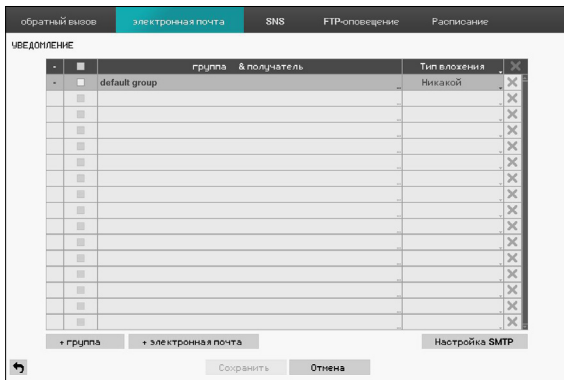 обратный вызов электронная почта SNS FTP-оповещение Расписание
УВЕДОМЛЕНИЕ
- группа & получатель Тип вложения
- default group Никакой
+ группа + электронная почта Настройка SMTP
Сохранить Отмена